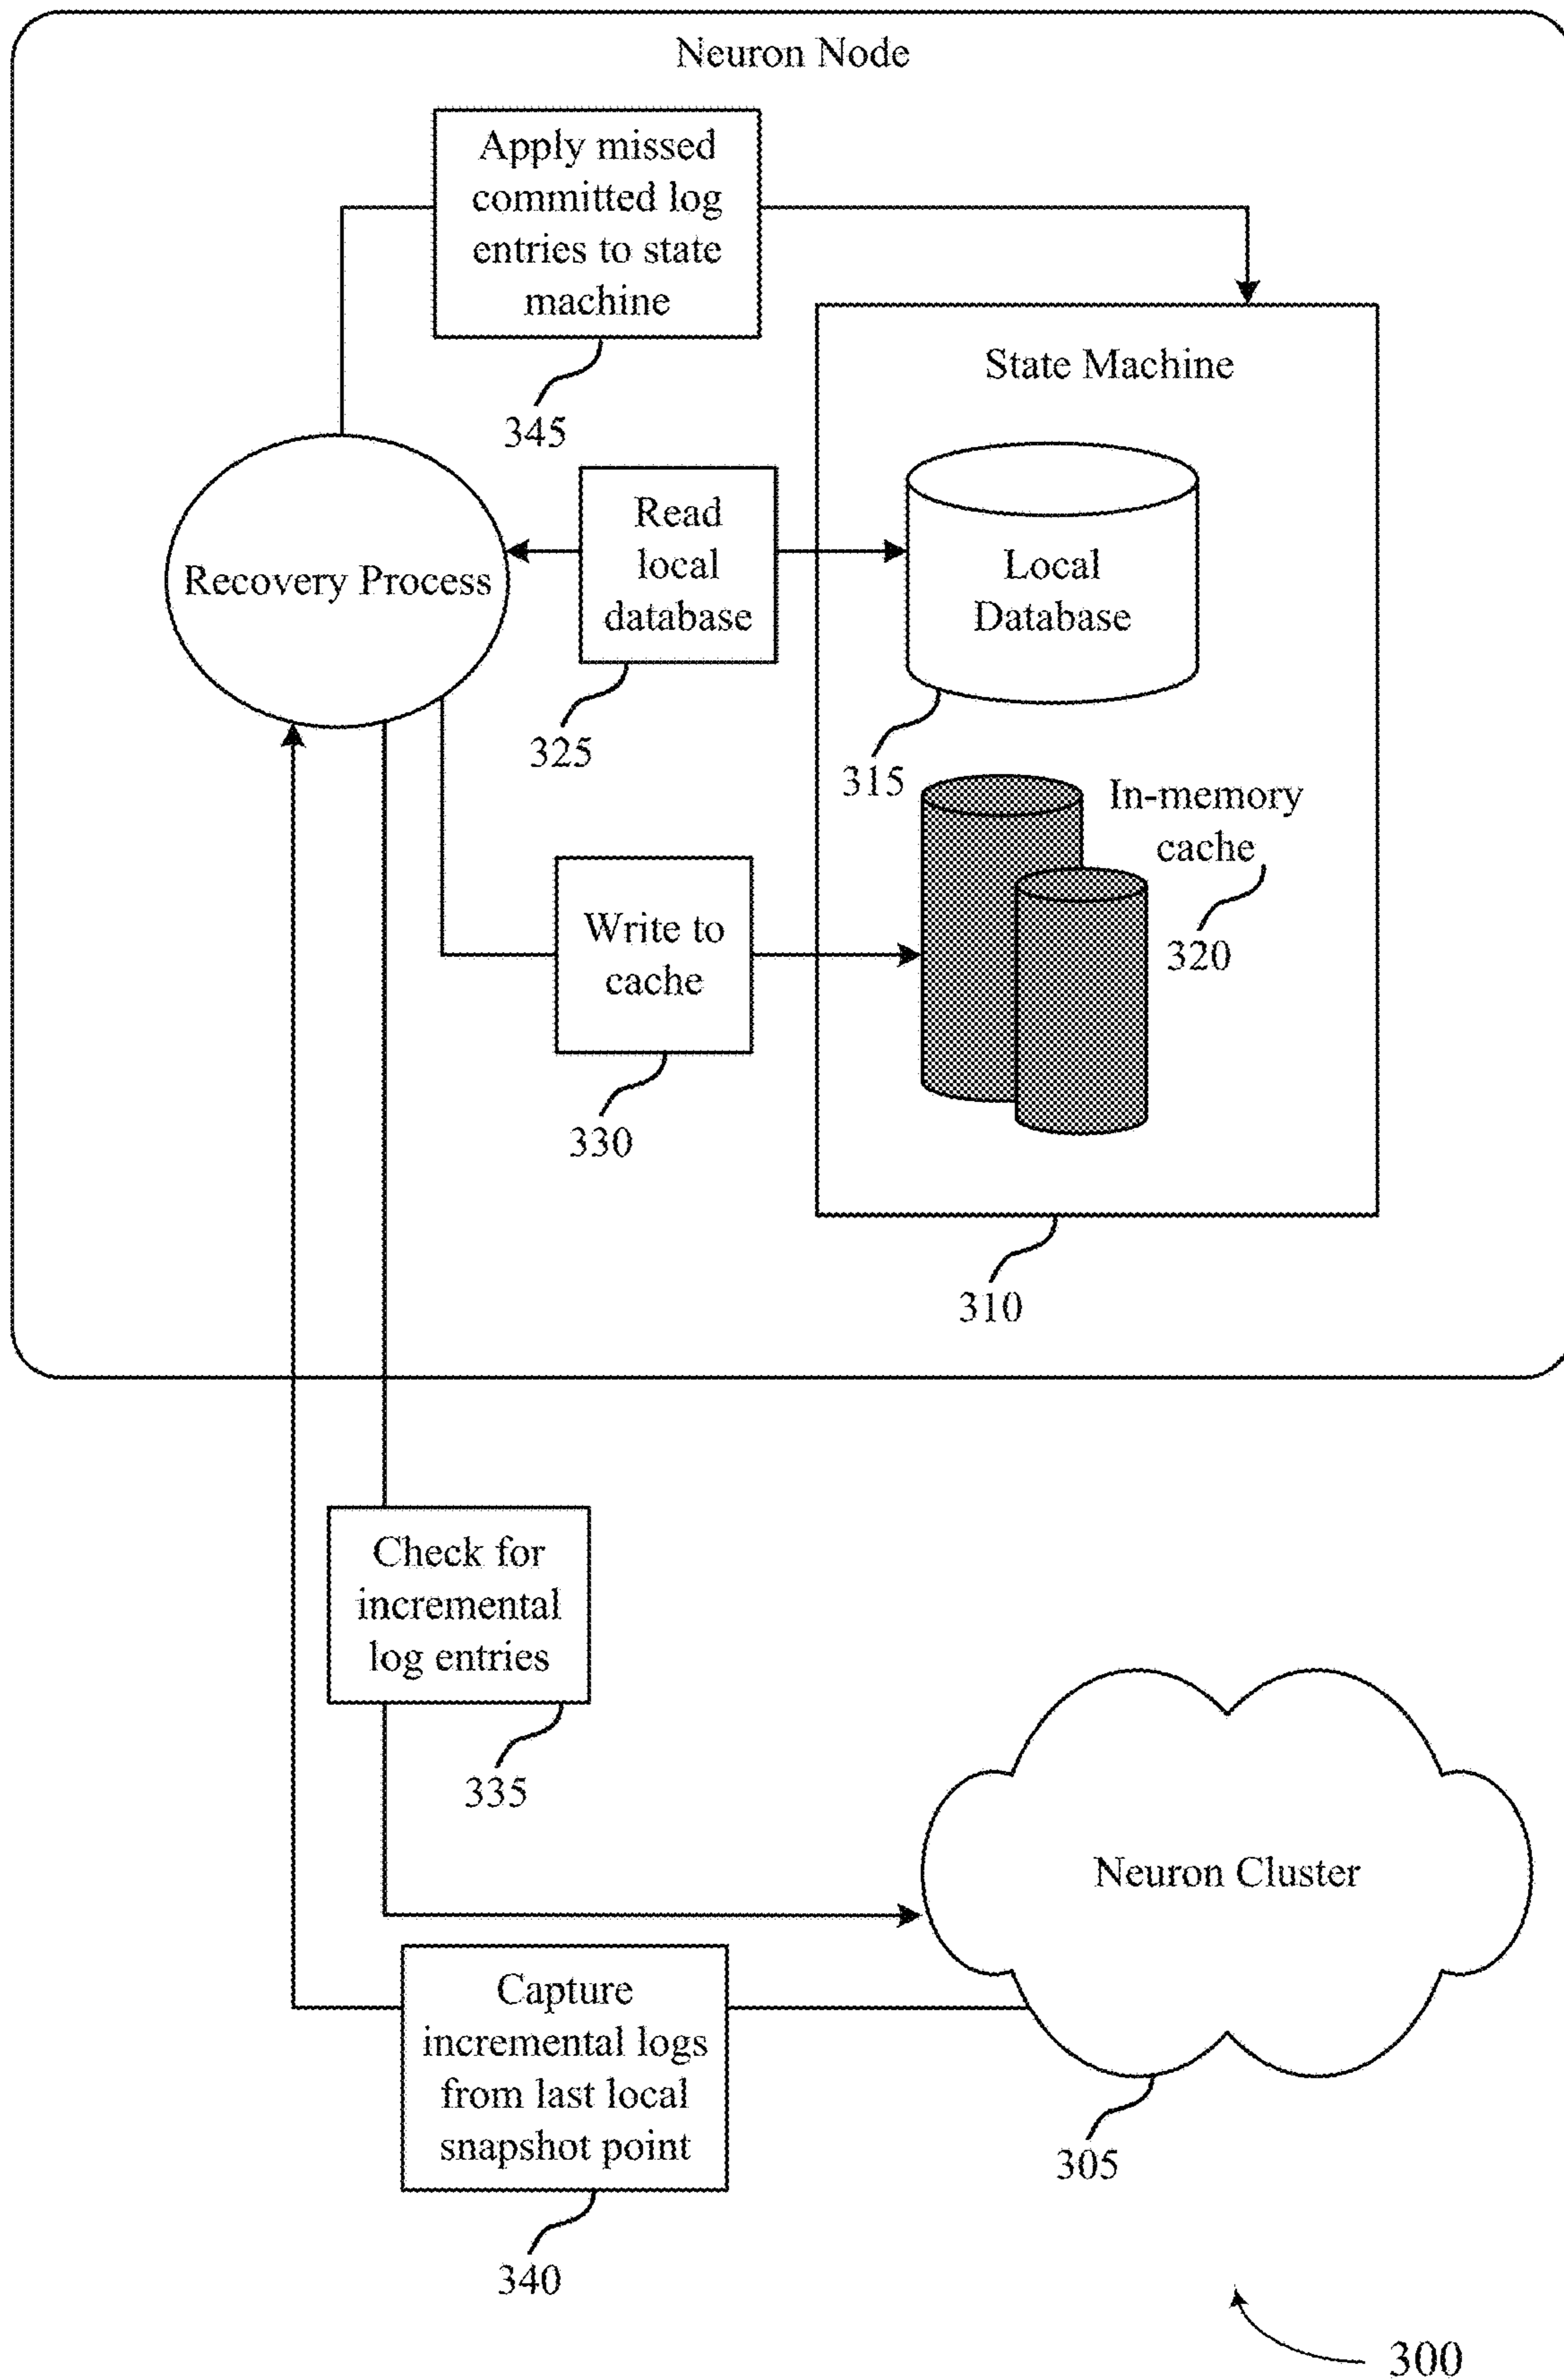 Neuron Node
Apply missed
committed log
entries to state
machine
345
State Machine
Recovery Process
Read
local
database
325
Local
Database
315
In-memory
cache
320
Write to
cache
330
310
Check for
incremental
log entries
335
Neuron Cluster
305
Capture
incremental logs
from last local
snapshot point
340
300